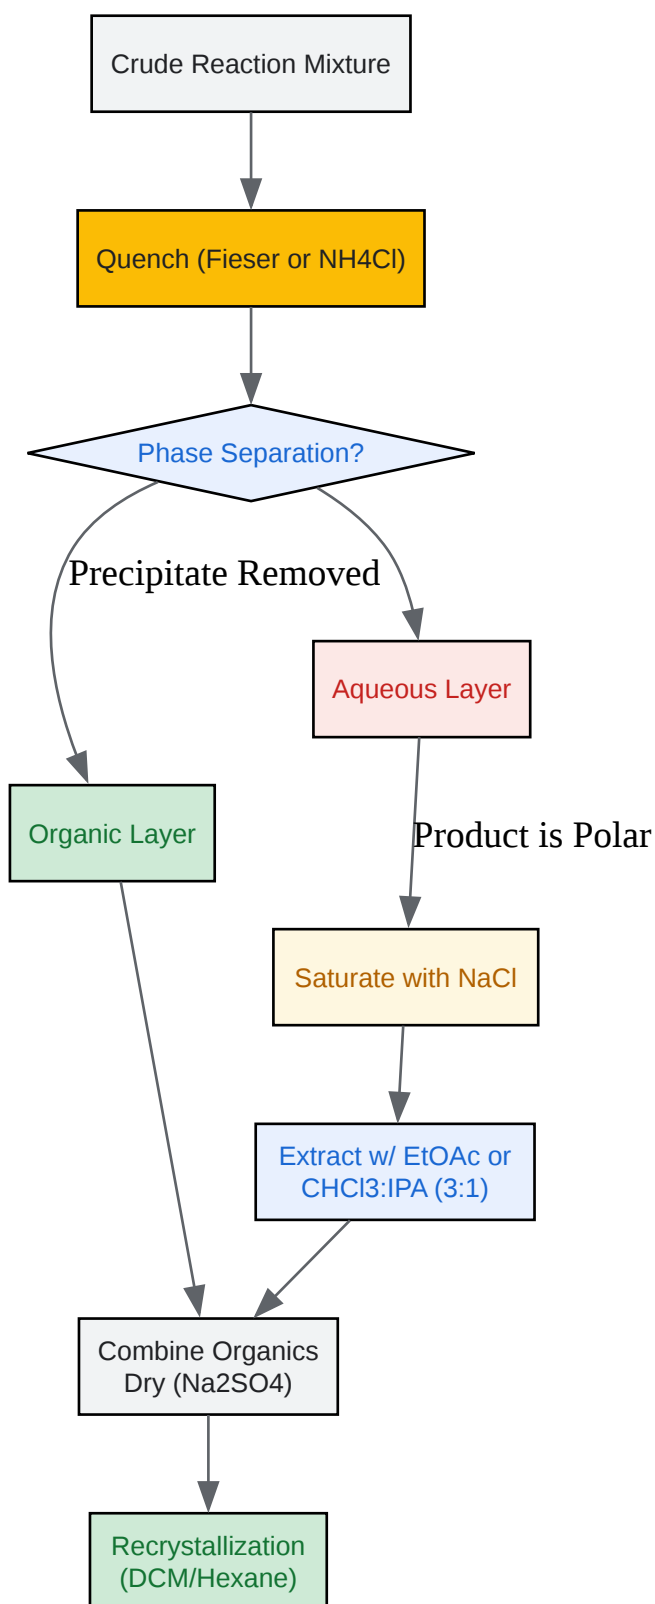 Crude Reaction Mixture
Quench (Fieser or NH4Cl)
Phase Separation?
Precipitate Removed
Aqueous Layer
Organic Layer
Product is Polar
Saturate with NaCl
Extract w/ EtOAc or
CHCl3:IPA (3:1)
Combine Organics
Dry (Na2SO4)
Recrystallization
(DCM/Hexane)